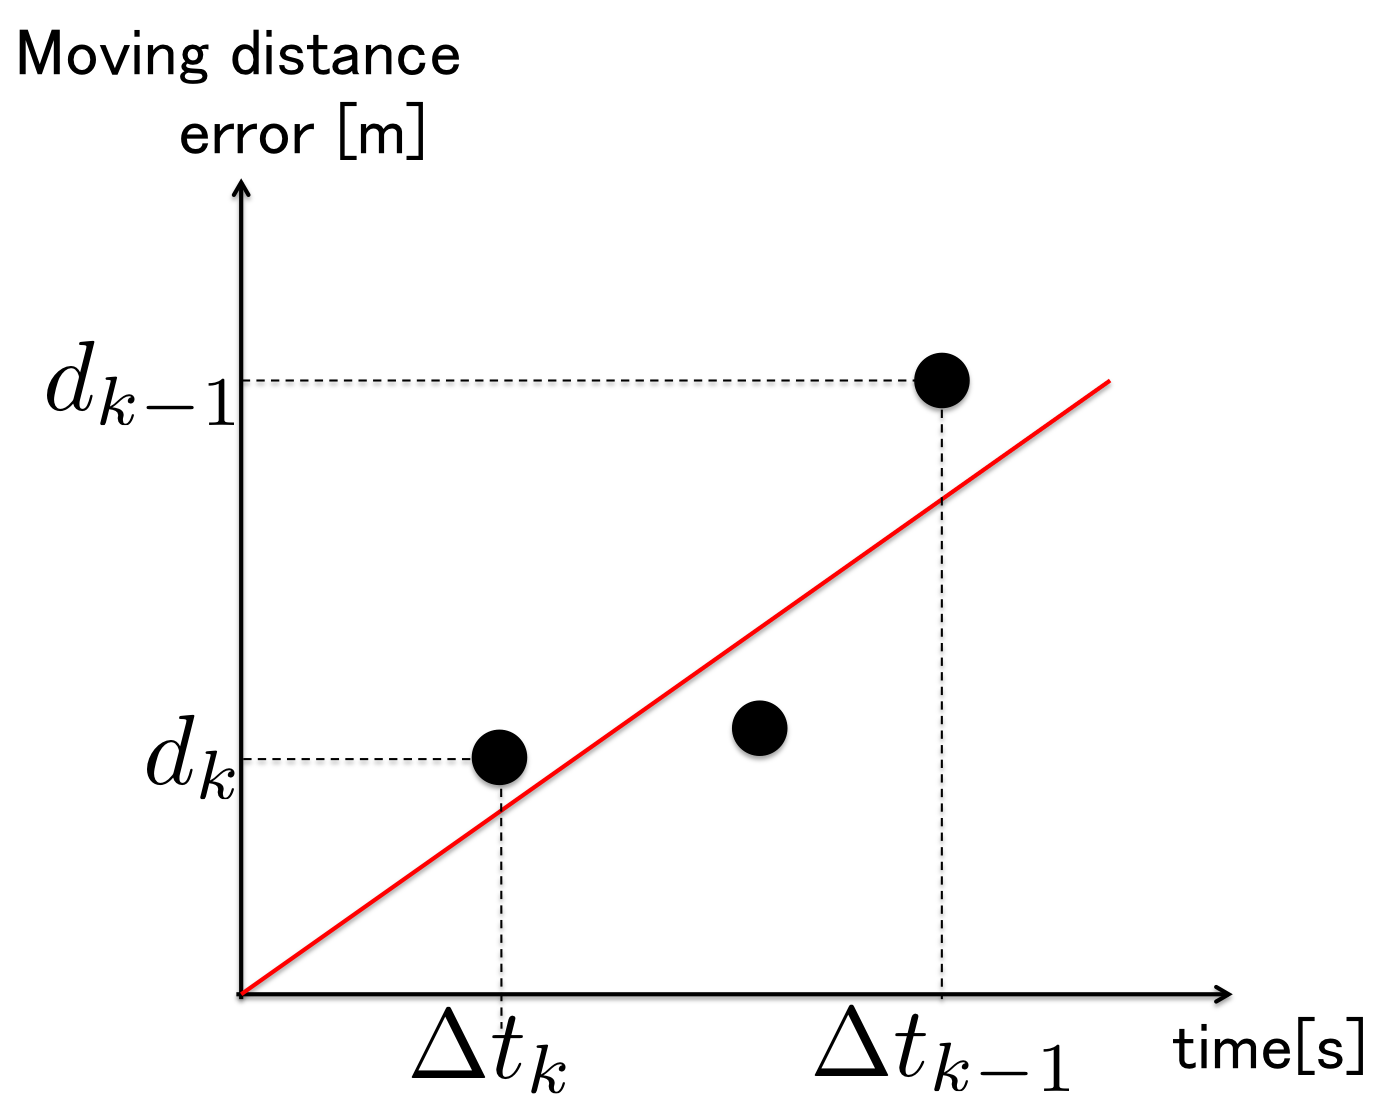 Moving distance
error [m]
d_{k-1}
d_k
Δt_k
Δt_{k-1}
time[s]